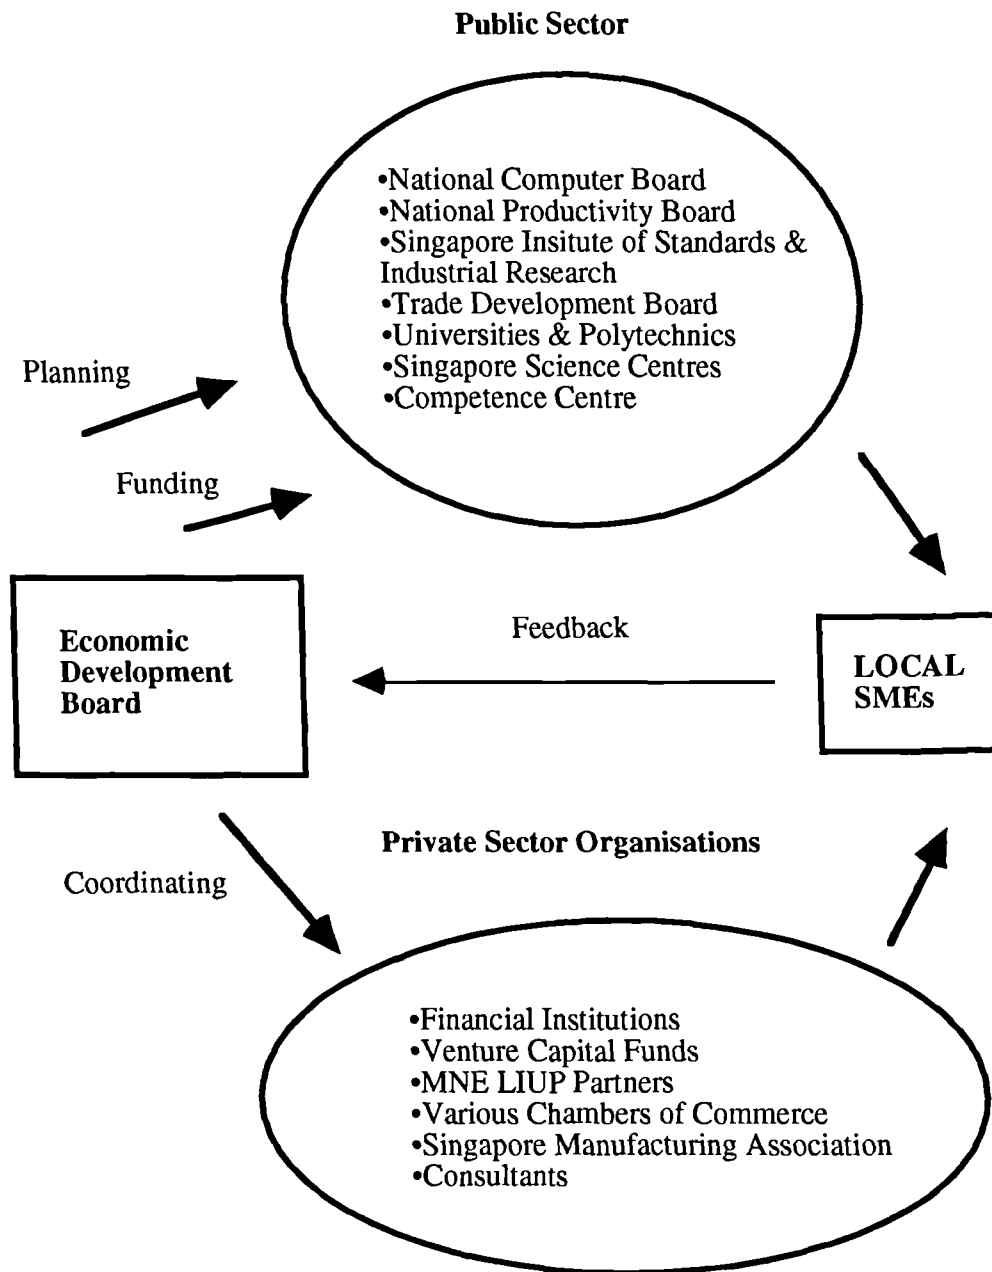 Public Sector
•National Computer Board
•National Productivity Board
•Singapore Insitute of Standards &
Industrial Research
•Trade Development Board
•Universities & Polytechnics
•Singapore Science Centres
•Competence Centre
Planning
Funding
Economic
Development
Board
Feedback
LOCAL
SMEs
Private Sector Organisations
Coordinating
•Financial Institutions
•Venture Capital Funds
•MNE LIUP Partners
•Various Chambers of Commerce
•Singapore Manufacturing Association
•Consultants